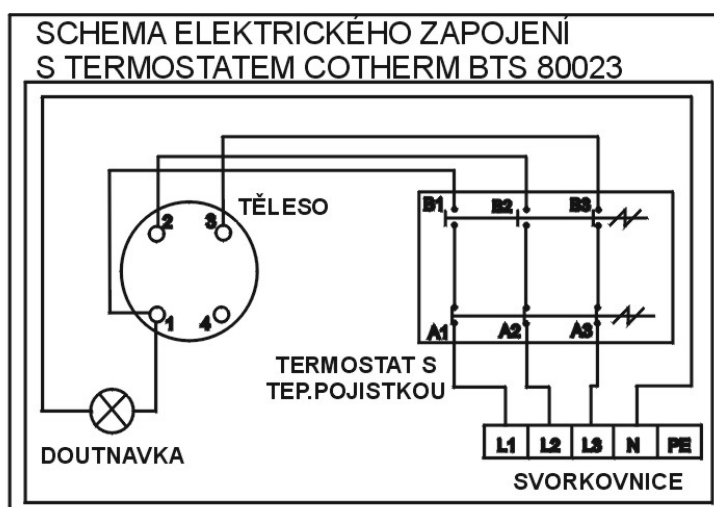 SCHEMA ELEKTRICKÉHO ZAPOJENÍ
S TERMOSTATEM COTHERM BTS 80023
B1 B2 B3
2 3 TĚLESO
1 4
A1 A2 A3
TERMOSTAT S
TEP.POJISTKOU
L1 L2 L3 N PE
DOUTNAVKA
SVORKOVNICE